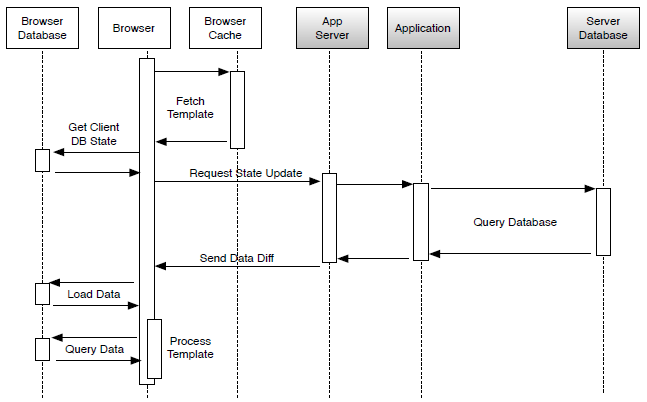 Browser
Database
Browser
Browser
Cache
App
Server
Application
Server
Database
Fetch
Template
Get Client
DB State
Request State Update
Query Database
Send Data Diff
Load Data
Query Data
Process
Template